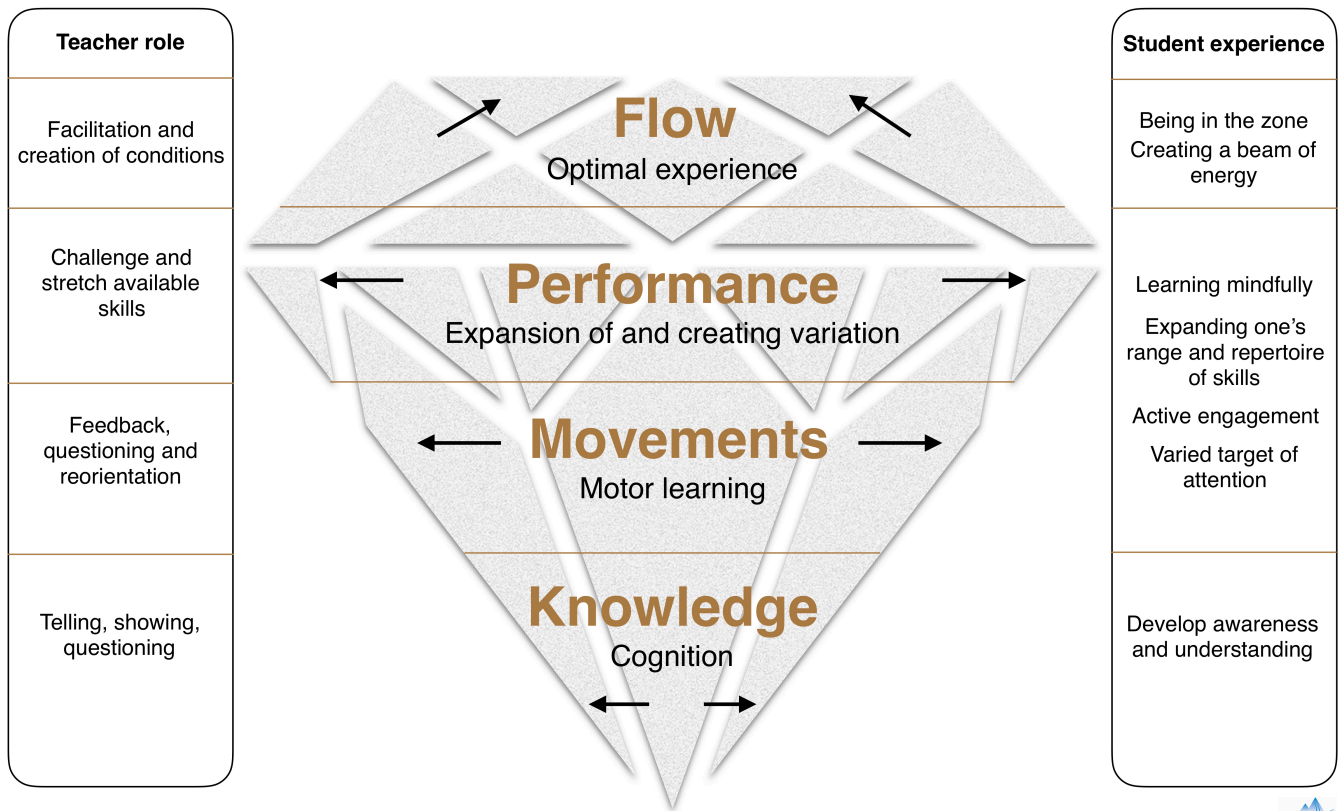 Teacher role
Facilitation and
creation of conditions
Challenge and
stretch available
skills
Feedback,
questioning and
reorientation
Telling, showing,
questioning
Flow
Optimal experience
Performance
Expansion of and creating variation
Movements
Motor learning
Knowledge
Cognition
Student experience
Being in the zone
Creating a beam of
energy
Learning mindfully
Expanding one’s
range and repertoire
of skills
Active engagement
Varied target of
attention
Develop awareness
and understanding